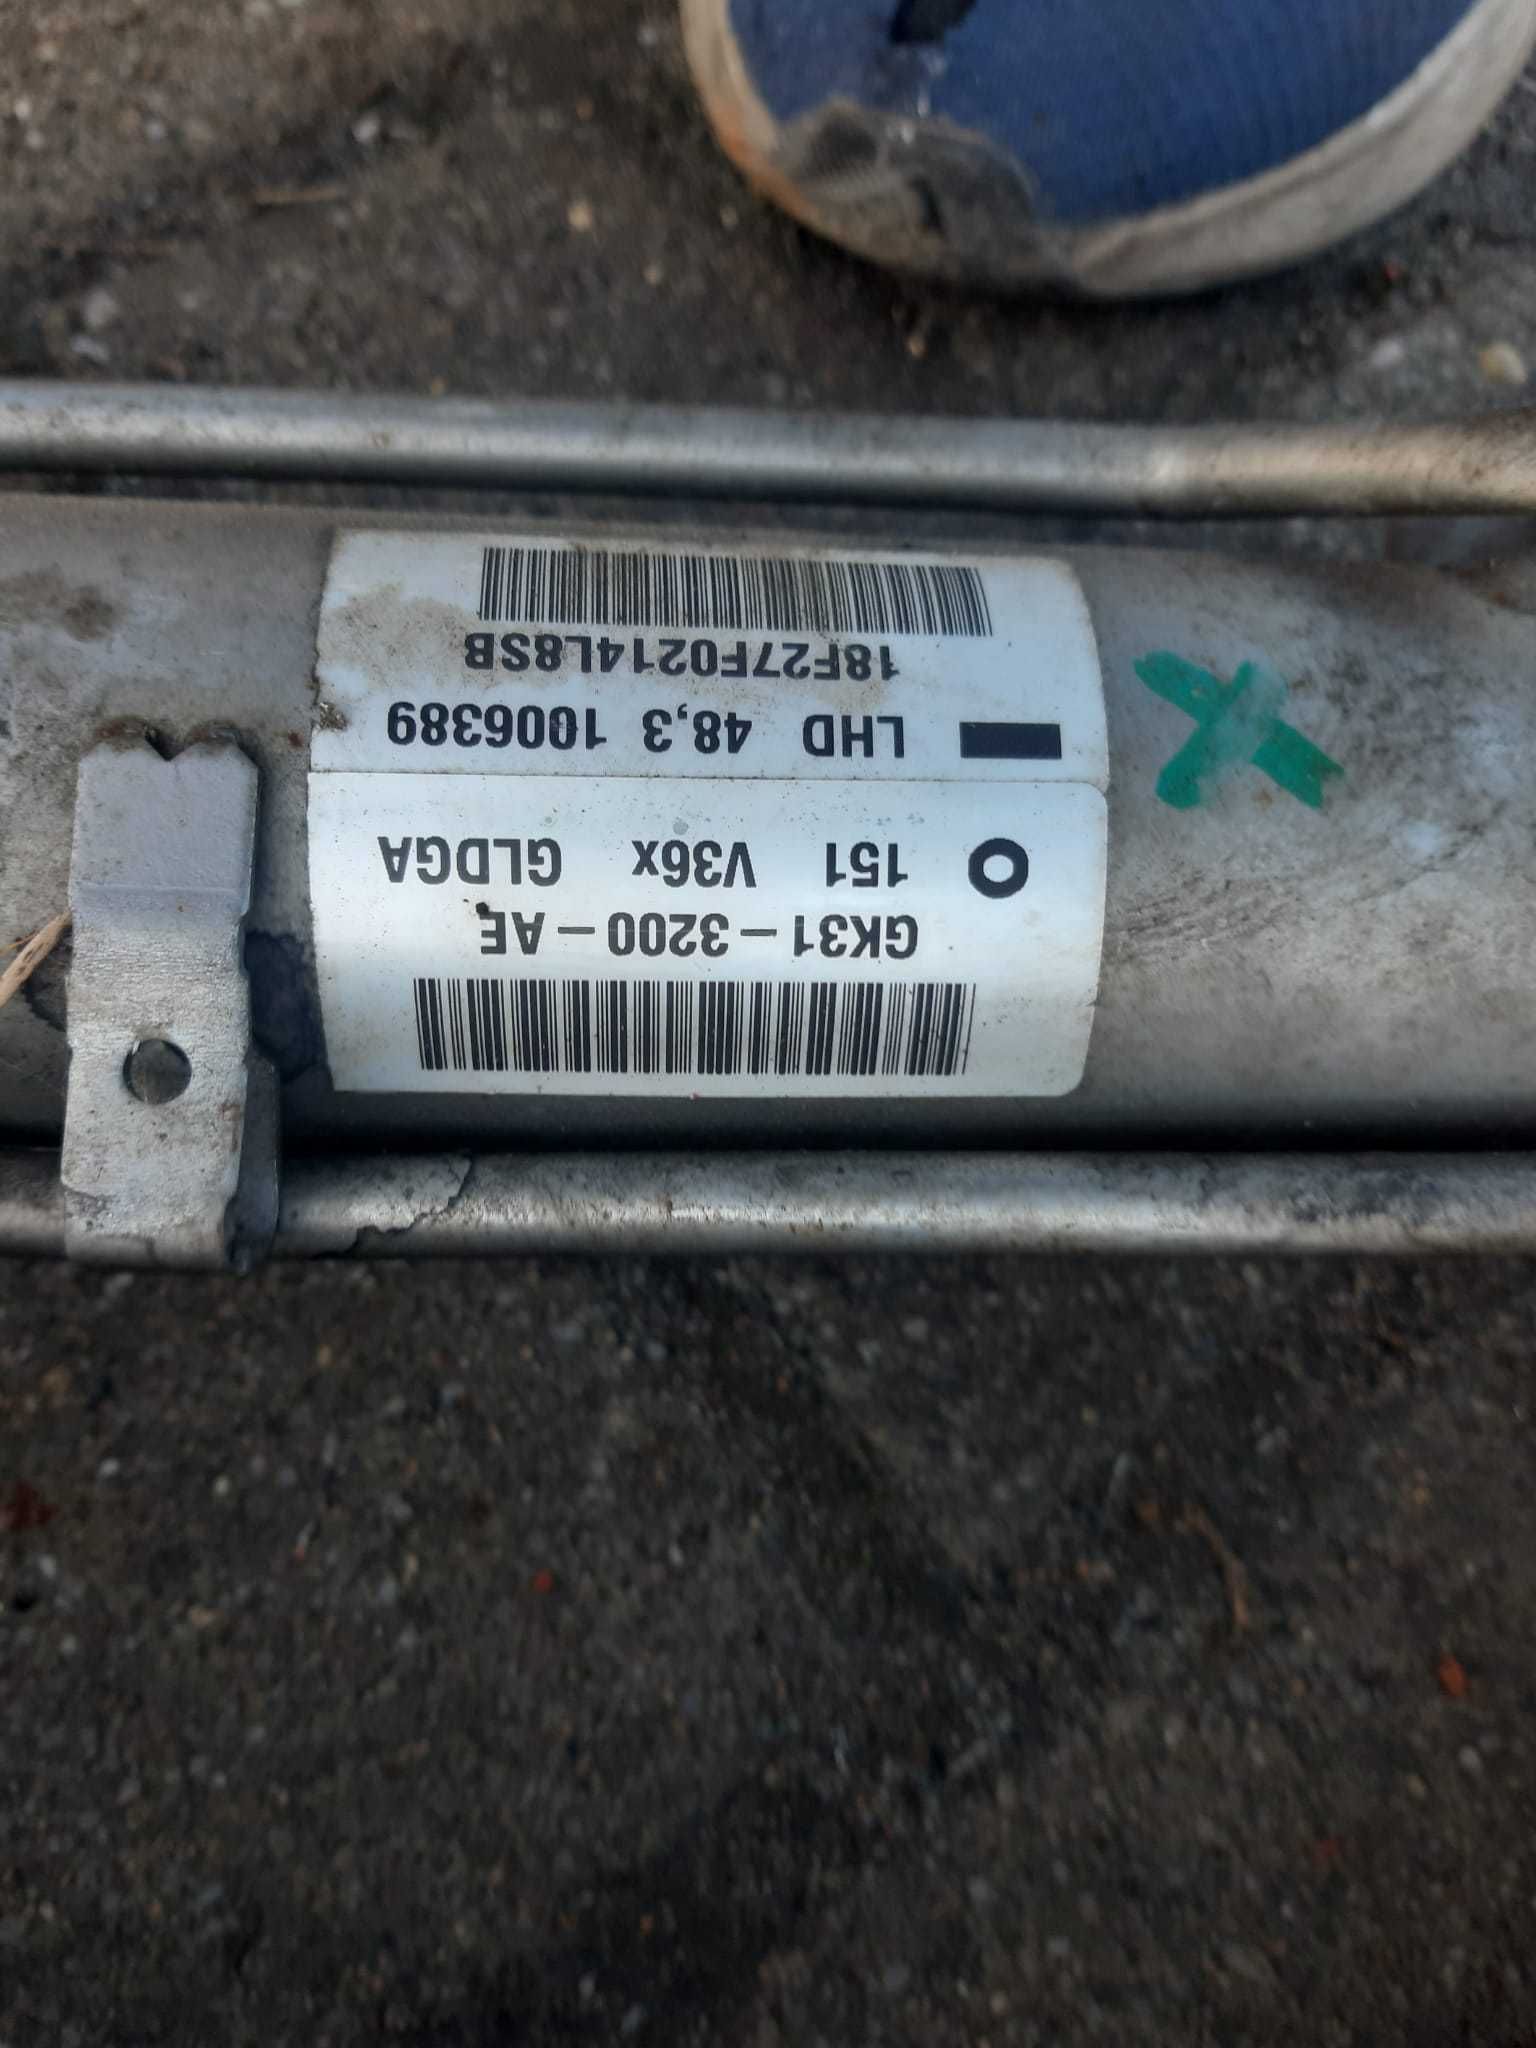 GK31-3200-AE
151 V36x GLDGA
LHD 48,3 1006389
18F27F0214L8SB